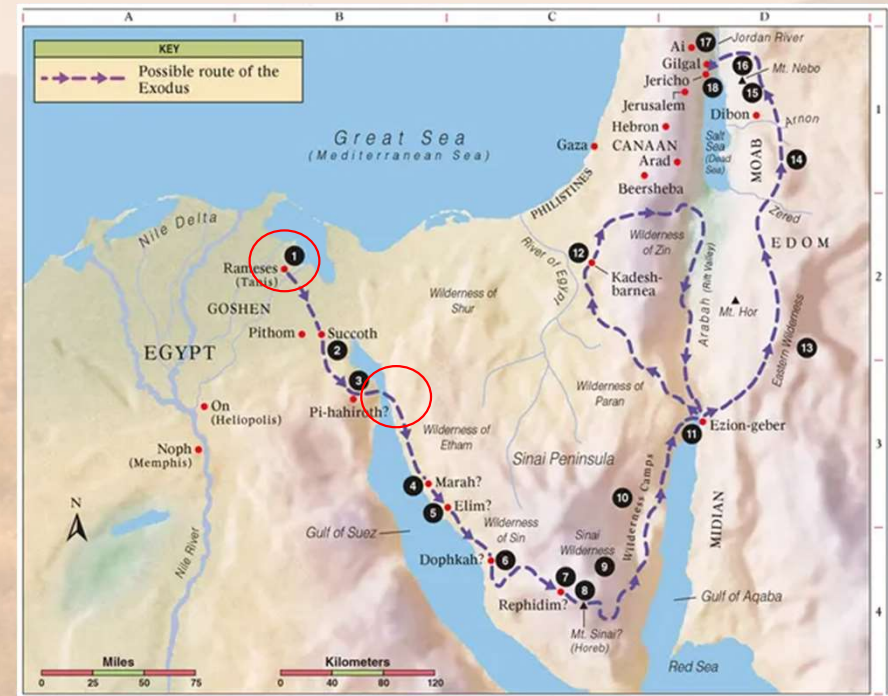 A
B
C
D
KEY
Possible route of the
Exodus
Great Sea
(Mediterranean Sea)
Ai
17
Jordan River
Gilgal
16
Mt. Nebo
Jericho
18
15
Jerusalem
Dibon
Arnon
1
Hebron
Gaza
CANAAN
Salt
Sea
(Dead
Sea)
MOAB
14
Arad
Beersheba
PHILISTINES
Zered
Nile Delta
1
Rameses
(Tanis)
River of Egypt
12
Wilderness
of Zin
EDOM
Kadesh-
barnea
2
Wilderness of
Shur
Arabah (Rift Valley)
Mt. Hor
GOSHEN
Pithom
Succoth
2
EGYPT
Eastern Wilderness
13
3
Pi-hahiroth?
Wilderness of
Paran
On
(Heliopolis)
Wilderness of
Etham
11
Ezion-geber
3
Noph
(Memphis)
Sinai Peninsula
4
Marah?
5
Elim?
10
Wilderness Camps
MIDIAN
N
Nile River
Gulf of Suez
Wilderness
of Sin
Sinai
Wilderness
Dophkah?
6
7
8
9
Rephidim?
Gulf of Aqaba
4
Mt. Sinai?
(Horeb)
Red Sea
Miles
0 25 50 75
Kilometers
0 40 80 120